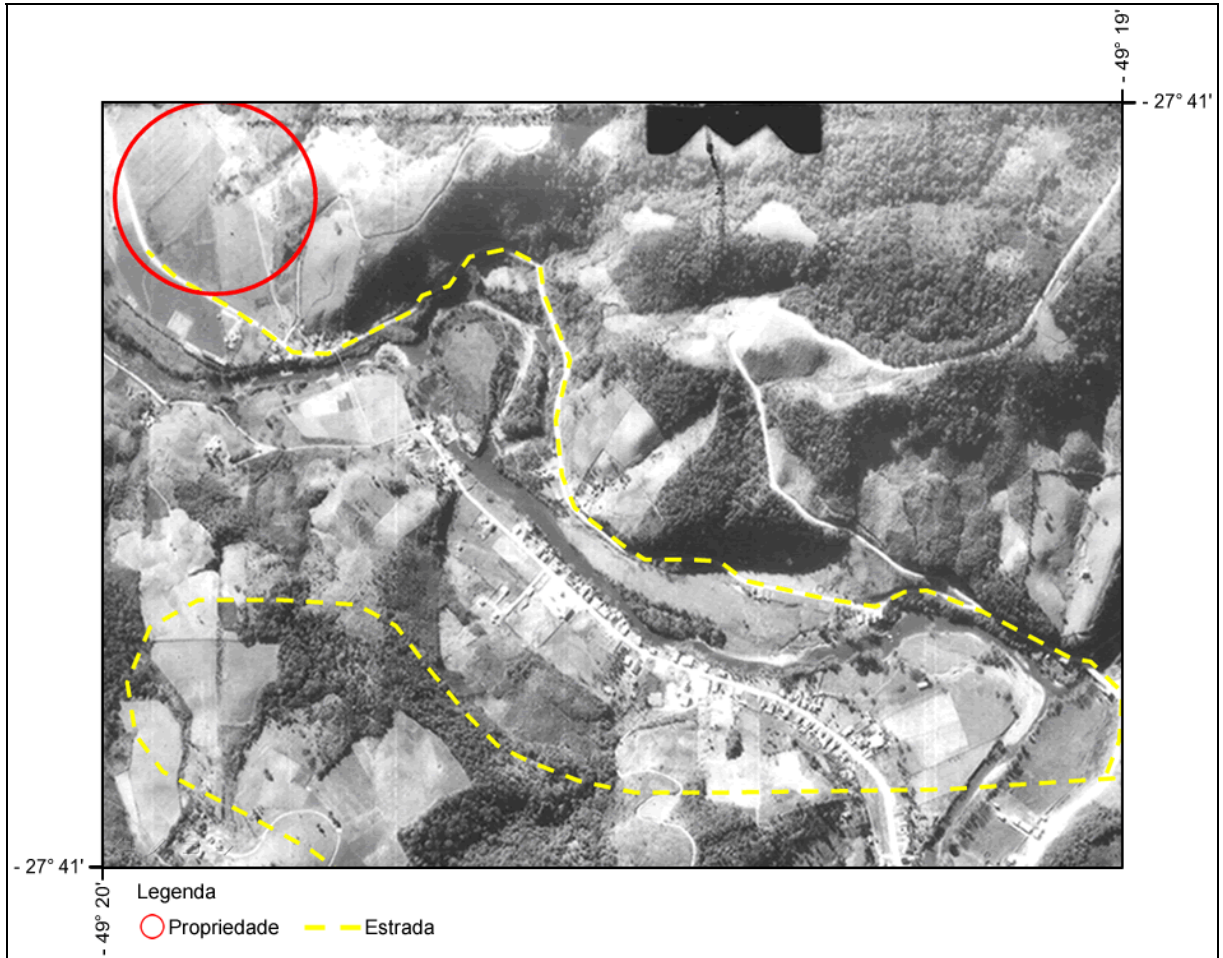 - 49° 19'
- 27° 41'
- 27° 41'
- 49° 20'
Legenda
Propriedade Estrada